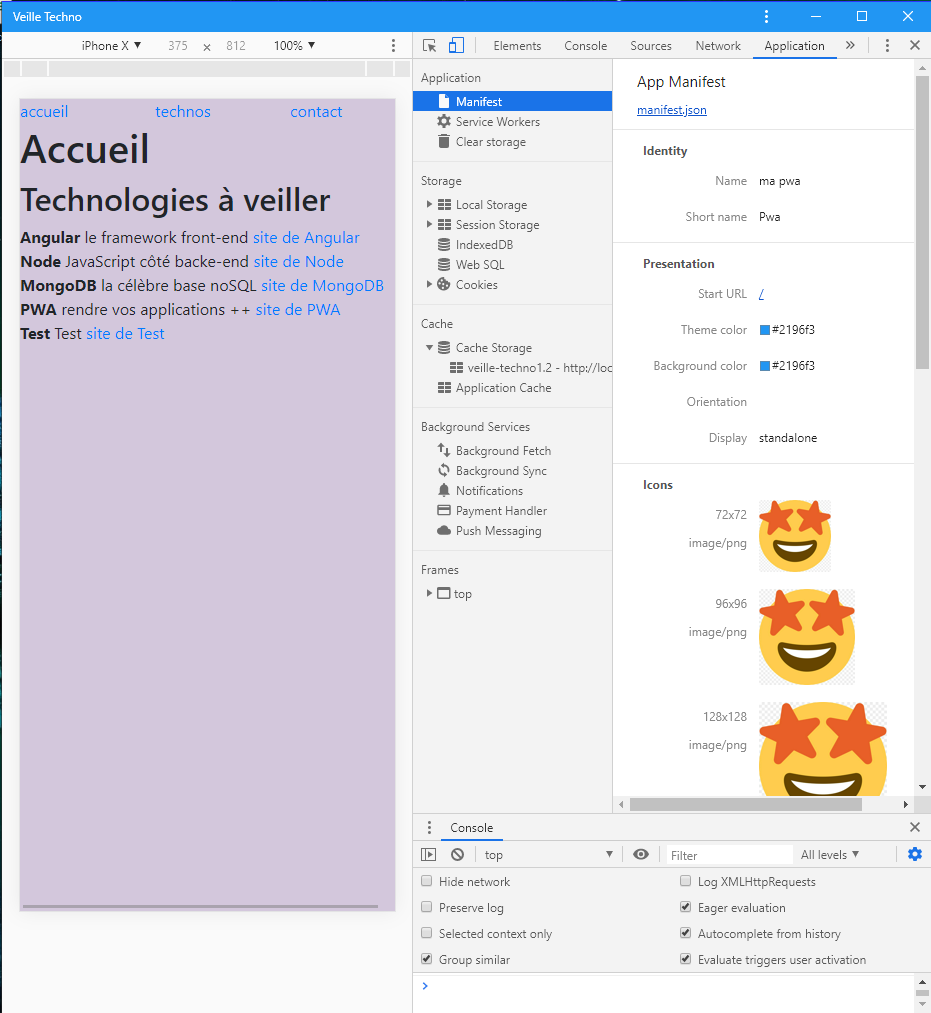 Veille Techno
iPhone X 375 × 812 100%
accueil technos contact
Accueil
Technologies à veiller
Angular le framework front-end site de Angular
Node JavaScript côté backe-end site de Node
MongoDB la célèbre base noSQL site de MongoDB
PWA rendre vos applications ++ site de PWA
Test Test site de Test
Elements Console Sources Network Application »
Application
Manifest
Service Workers
Clear storage
Storage
Local Storage
Session Storage
IndexedDB
Web SQL
Cookies
Cache
Cache Storage
veille-techno1.2 - http://loc
Application Cache
Background Services
Background Fetch
Background Sync
Notifications
Payment Handler
Push Messaging
Frames
top
App Manifest
manifest.json
Identity
Name ma pwa
Short name Pwa
Presentation
Start URL /
Theme color #2196f3
Background color #2196f3
Orientation
Display standalone
Icons
72x72
image/png
96x96
image/png
128x128
image/png
Console
top Filter All levels
Hide network Log XMLHttpRequests
Preserve log Eager evaluation
Selected context only Autocomplete from history
Group similar Evaluate triggers user activation